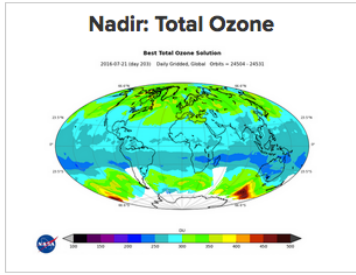 Nadir: Total Ozone
Best Total Ozone Solution
2016-07-21 (day 203) Daily Gridded, Global Orbits = 24504 - 24531
DU
100 150 200 250 300 350 400 450 500
NASA